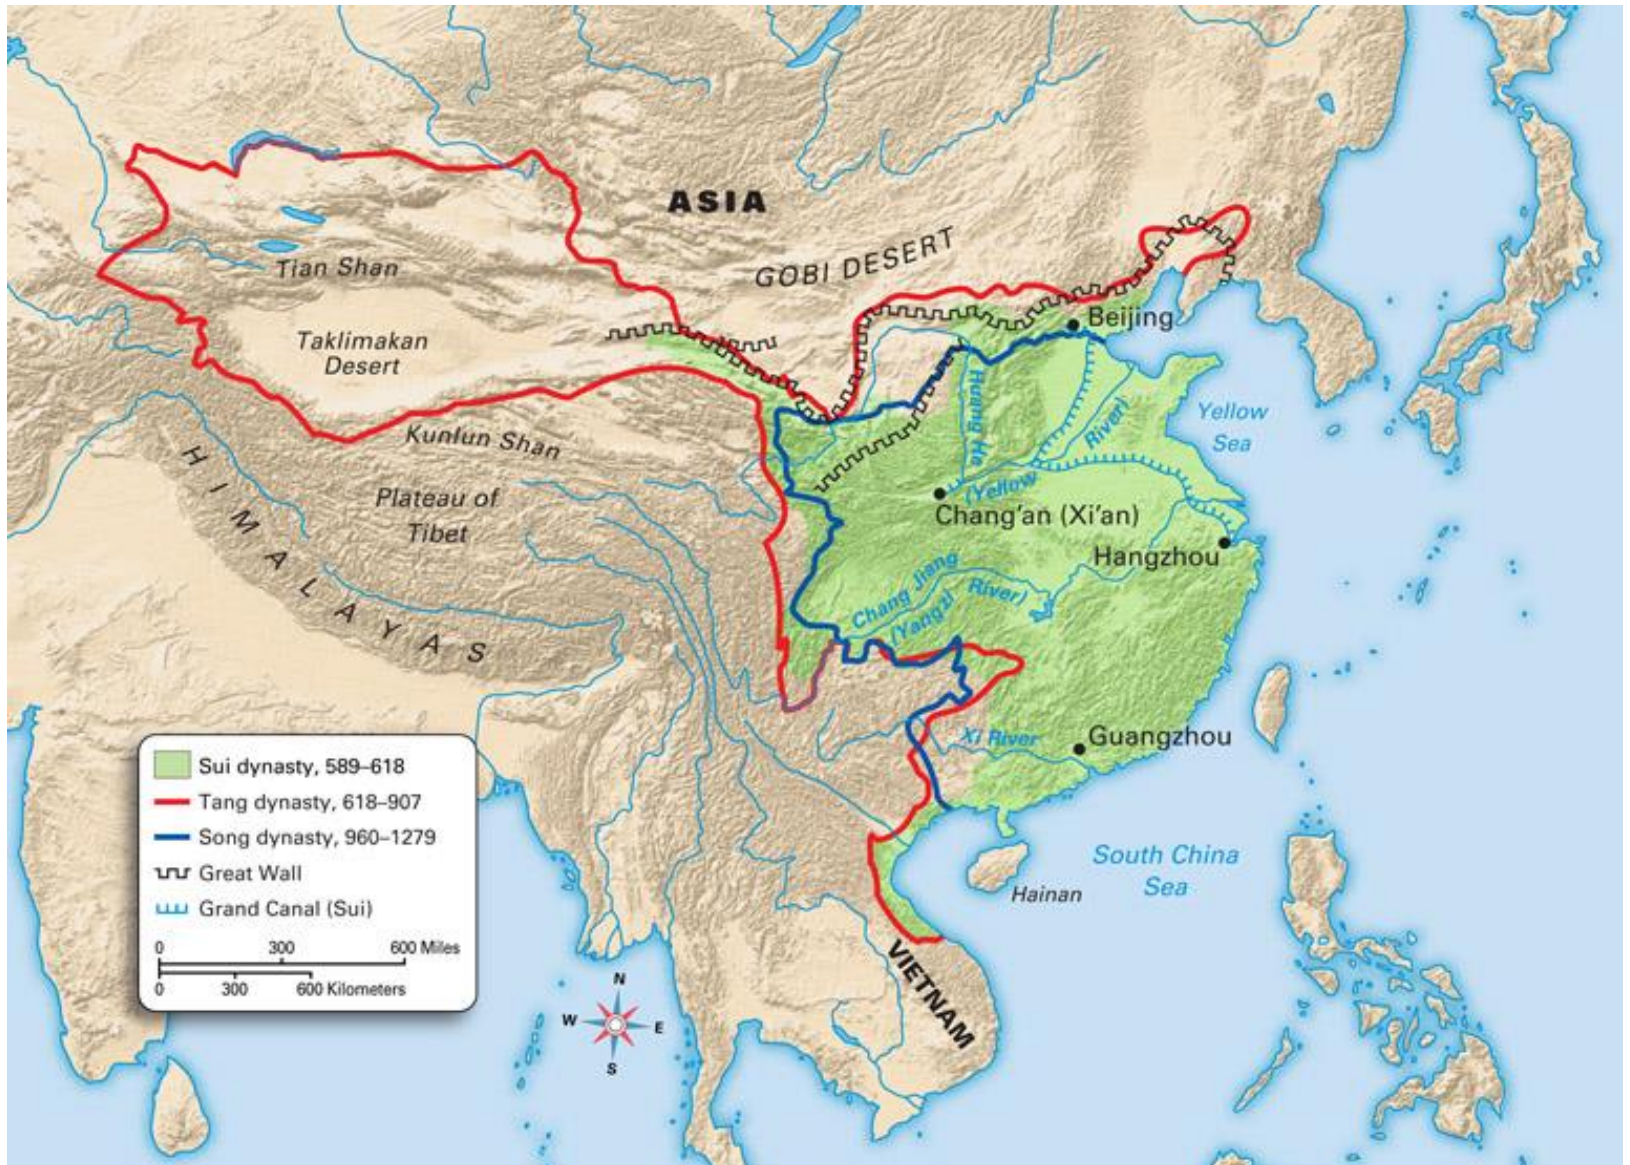 ASIA
GOBI DESERT
Tian Shan
Taklimakan
Desert
Beijing
Huang He
(Yellow
River)
Yellow
Sea
Kunlun Shan
HIMALAYAS
Plateau of
Tibet
Chang'an (Xi'an)
Hangzhou
Chang Jiang
(Yangzi
River)
Xi River
Guangzhou
South China
Sea
Hainan
VIETNAM
Sui dynasty, 589–618
Tang dynasty, 618–907
Song dynasty, 960–1279
Great Wall
Grand Canal (Sui)
0 300 600 Miles
0 300 600 Kilometers
N
W E
S